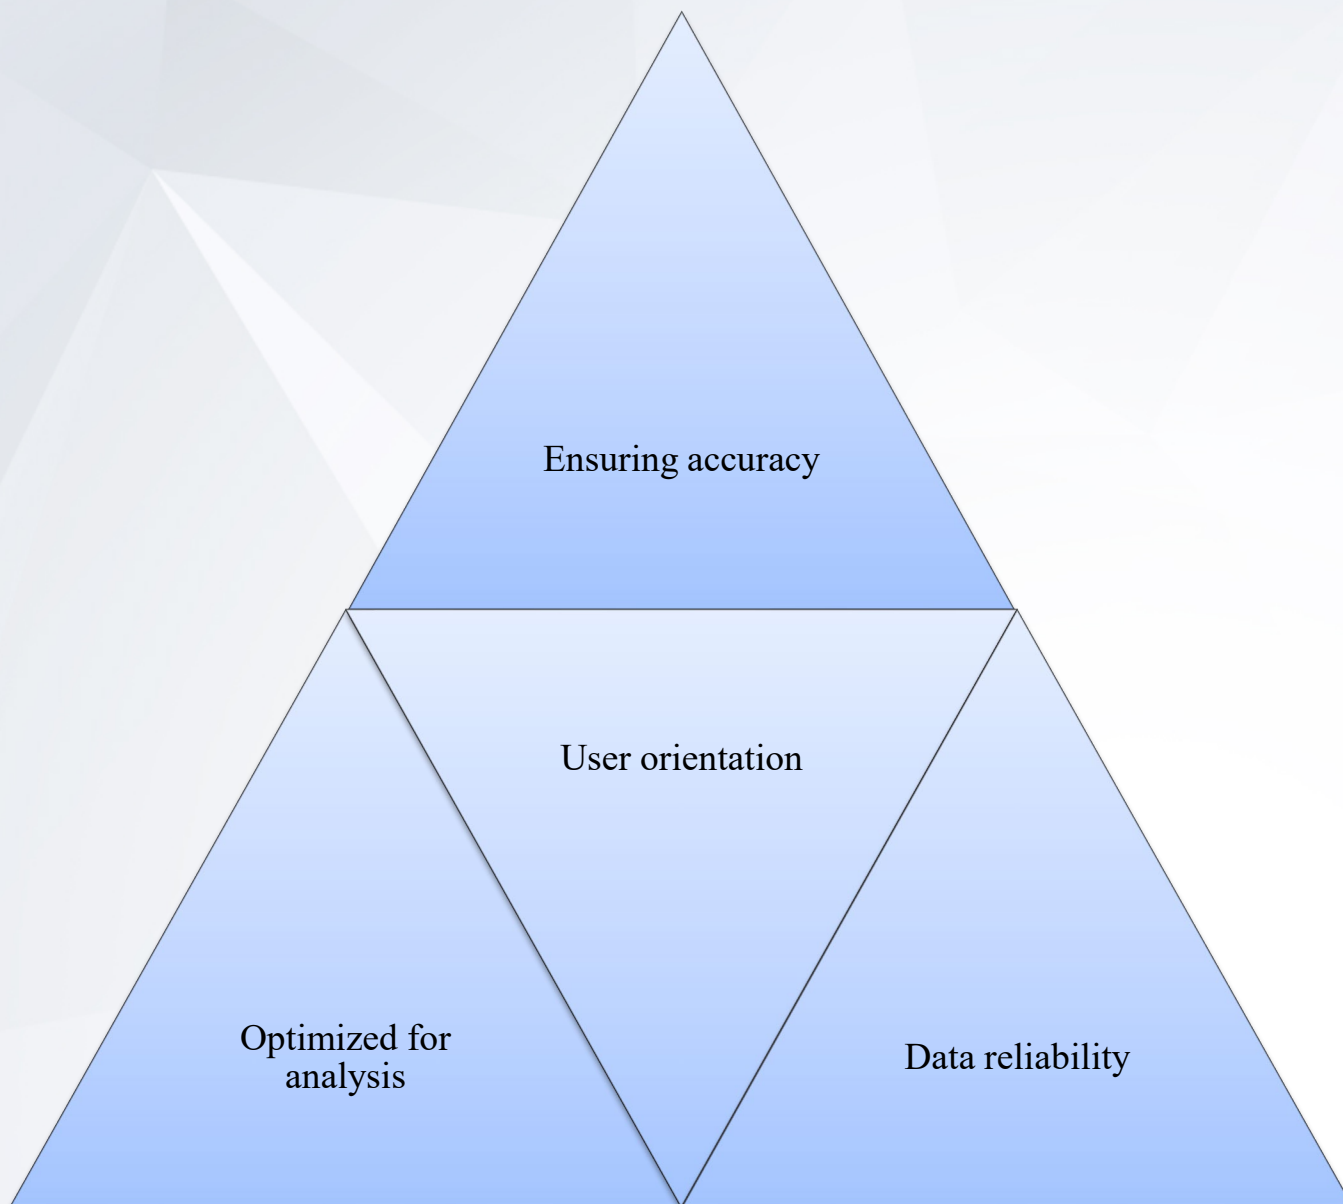 Ensuring accuracy
User orientation
Optimized for
analysis
Data reliability